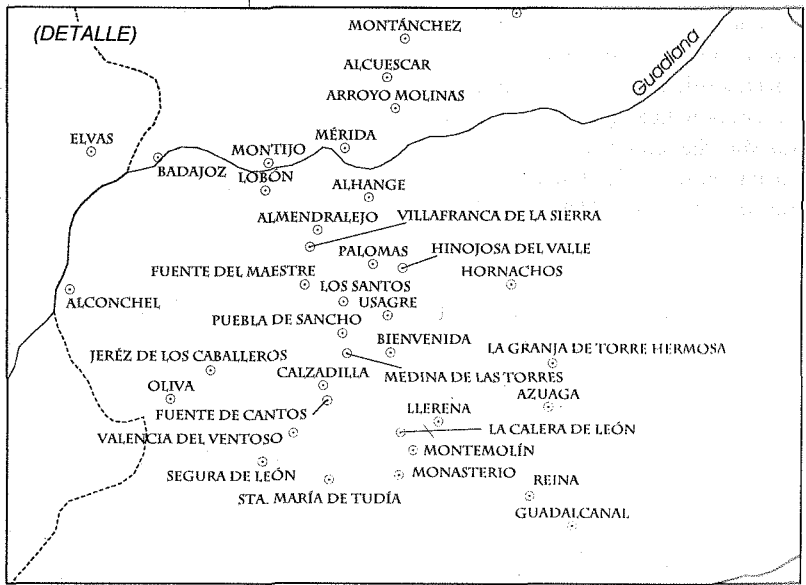 (DETALLE)
MONTÁNCHEZ
Guadiana
ALCUESCAR
ARROYO MOLINAS
ELVAS
MÉRIDA
MONTIJO
BADAJOZ
LOBÓN
ALHANGE
ALMENDRALEJO
VILLAFRANCA DE LA SIERRA
PALOMAS
HINOJOSA DEL VALLE
FUENTE DEL MAESTRE
HORNACHOS
LOS SANTOS
ALCONCHEL
USAGRE
PUEBLA DE SANCHO
BIENVENIDA
LA GRANJA DE TORRE HERMOSA
JERÉZ DE LOS CABALLEROS
CALZADILLA
MEDINA DE LAS TORRES
OLIVA
AZUAGA
FUENTE DE CANTOS
LLERENA
LA CALERA DE LEÓN
VALENCIA DEL VENTOSO
MONTEMOLÍN
SEGURA DE LEÓN
MONASTERIO
REINA
STA. MARÍA DE TUDÍA
GUADALCANAL